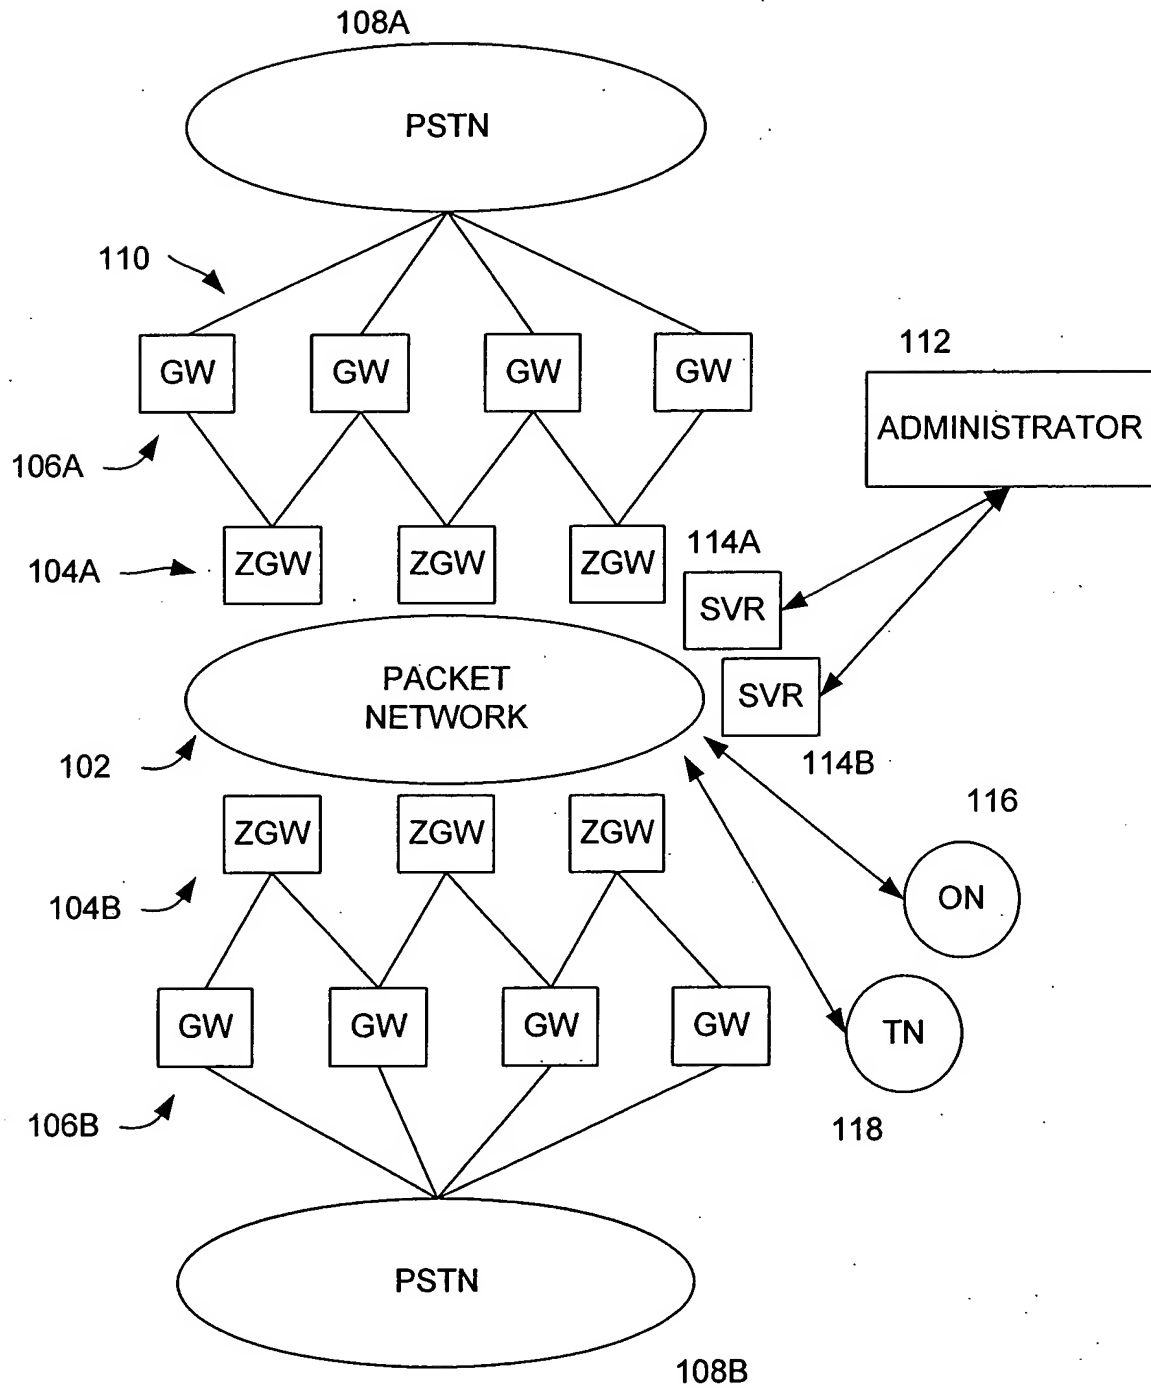 108A
PSTN
110
GW GW GW GW
112
ADMINISTRATOR
106A
104A
ZGW ZGW ZGW
114A
SVR
PACKET
NETWORK
SVR
102
114B
116
ZGW ZGW ZGW
104B
ON
GW GW GW GW
TN
106B
118
PSTN
108B